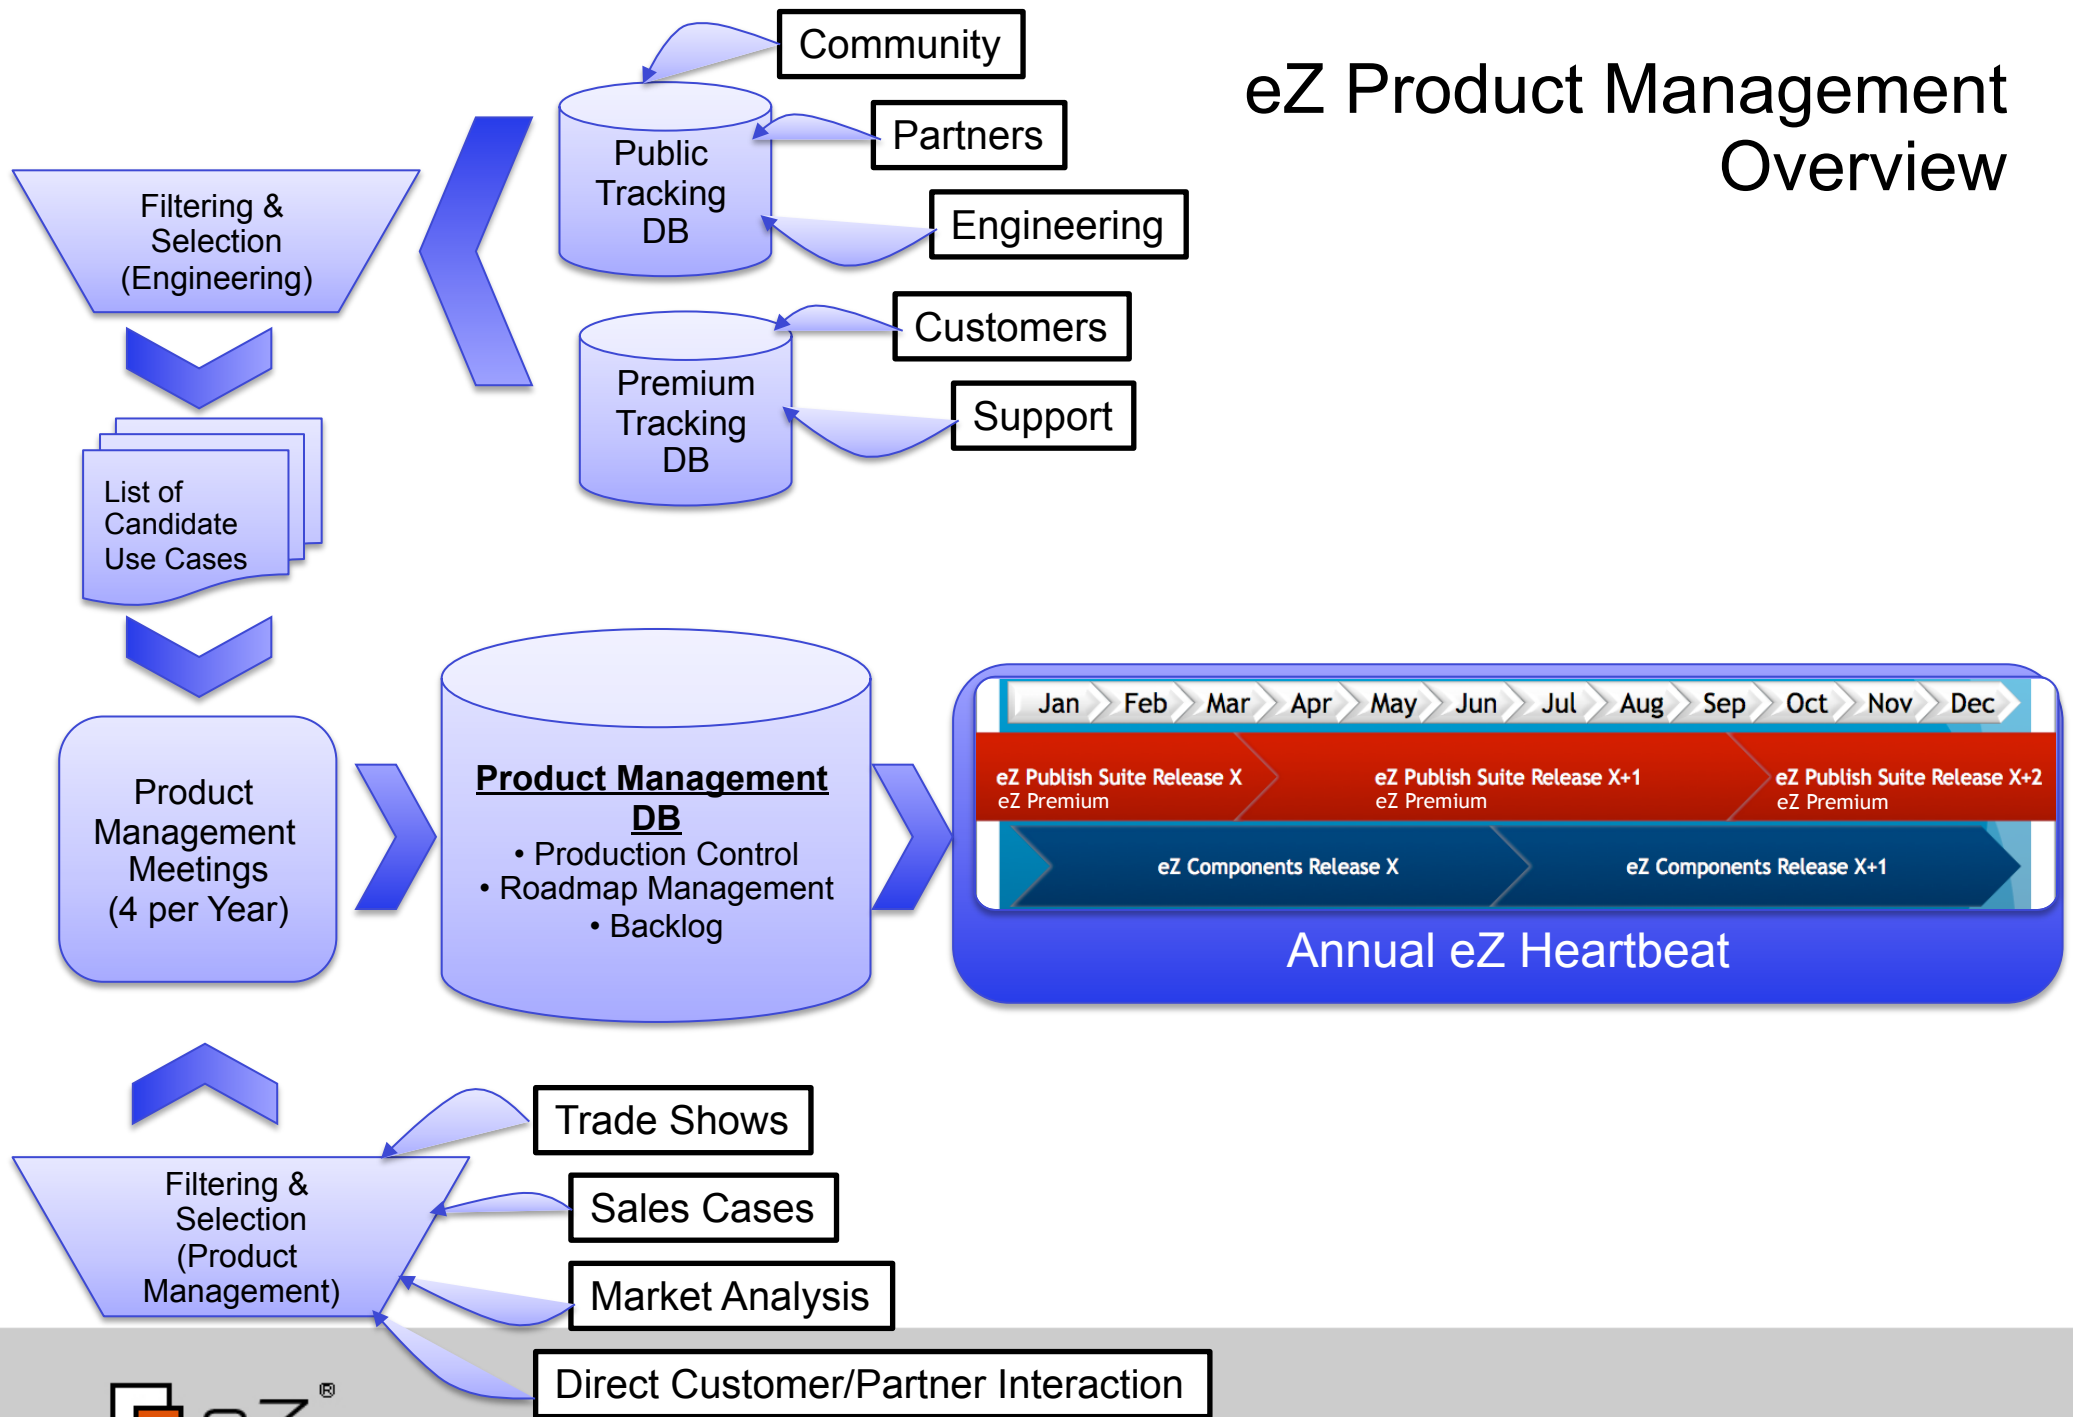 eZ Product Management
Overview
Community
Partners
Engineering
Public
Tracking
DB
Customers
Support
Premium
Tracking
DB
Filtering &
Selection
(Engineering)
List of
Candidate
Use Cases
Product
Management
Meetings
(4 per Year)
Product Management
DB
• Production Control
• Roadmap Management
• Backlog
Jan Feb Mar Apr May Jun Jul Aug Sep Oct Nov Dec
eZ Publish Suite Release X
eZ Premium
eZ Publish Suite Release X+1
eZ Premium
eZ Publish Suite Release X+2
eZ Premium
eZ Components Release X
eZ Components Release X+1
Annual eZ Heartbeat
Filtering &
Selection
(Product
Management)
Trade Shows
Sales Cases
Market Analysis
Direct Customer/Partner Interaction
eZ®